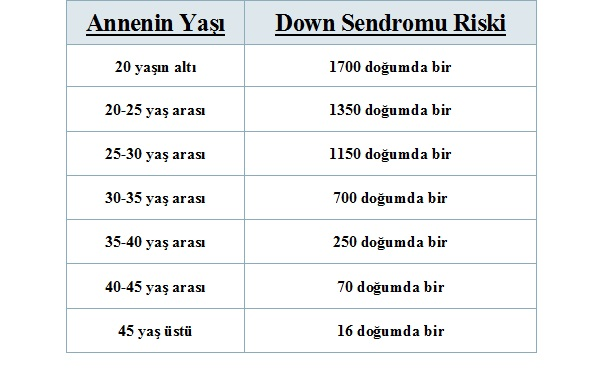 Annenin Yaşı Down Sendromu Riski
20 yaşın altı 1700 doğumda bir
20-25 yaş arası 1350 doğumda bir
25-30 yaş arası 1150 doğumda bir
30-35 yaş arası 700 doğumda bir
35-40 yaş arası 250 doğumda bir
40-45 yaş arası 70 doğumda bir
45 yaş üstü 16 doğumda bir